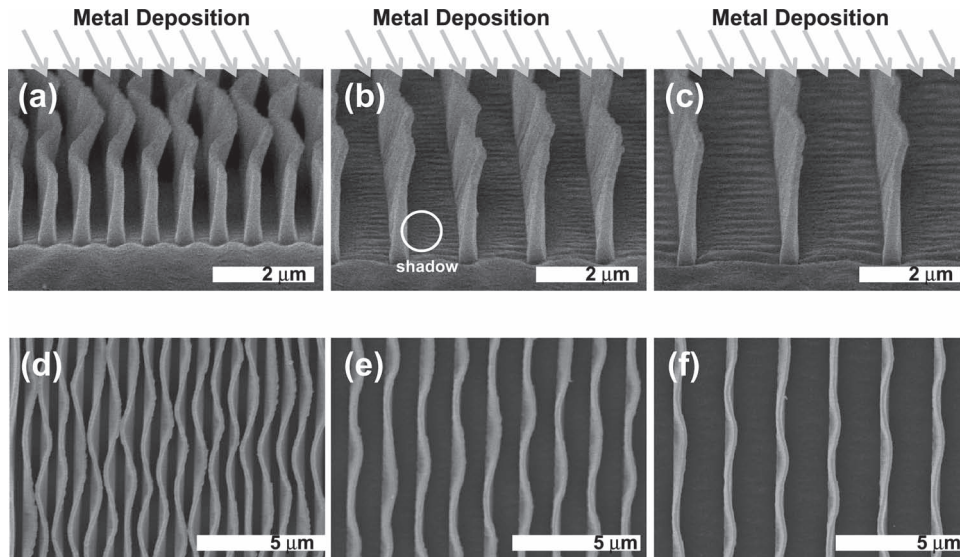 Metal Deposition
Metal Deposition
Metal Deposition
(a)
(b)
(c)
shadow
2 μm
2 μm
2 μm
(d)
(e)
(f)
5 μm
5 μm
5 μm